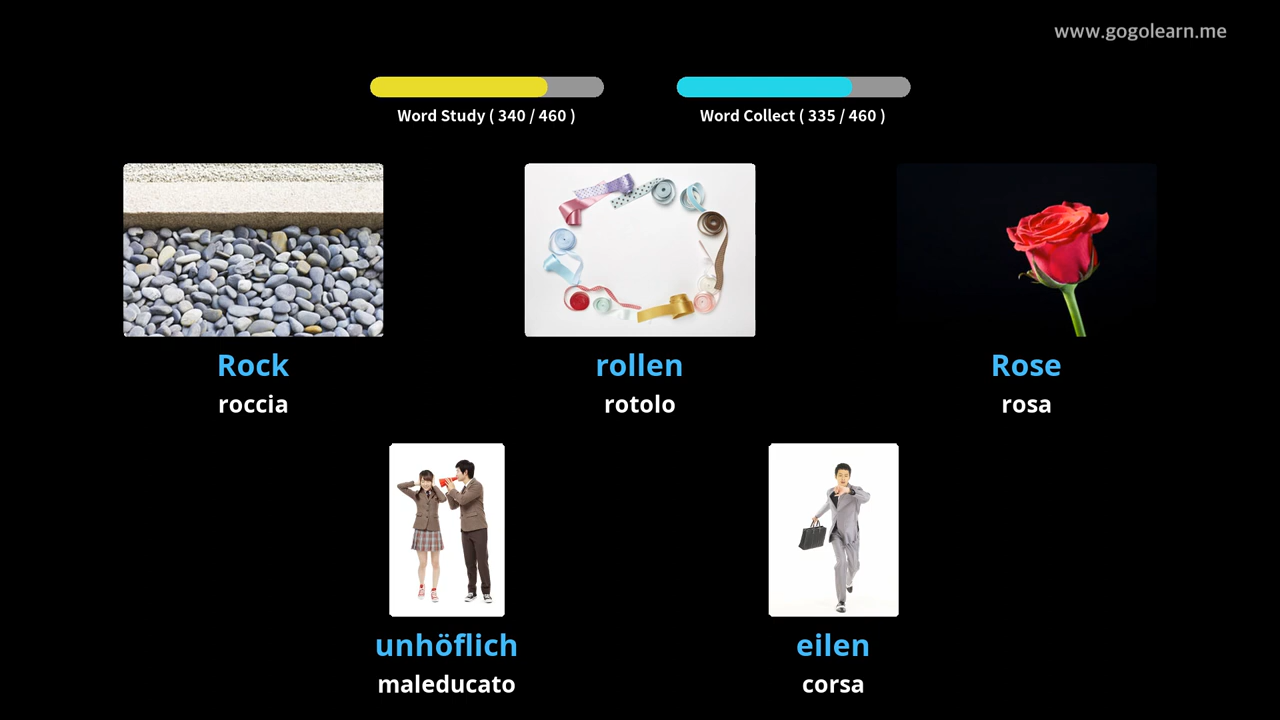 www.gogolearn.me
Word Study ( 340 / 460 )
Word Collect ( 335 / 460 )
Rock
roccia
rollen
rotolo
Rose
rosa
unhöflich
maleducato
eilen
corsa